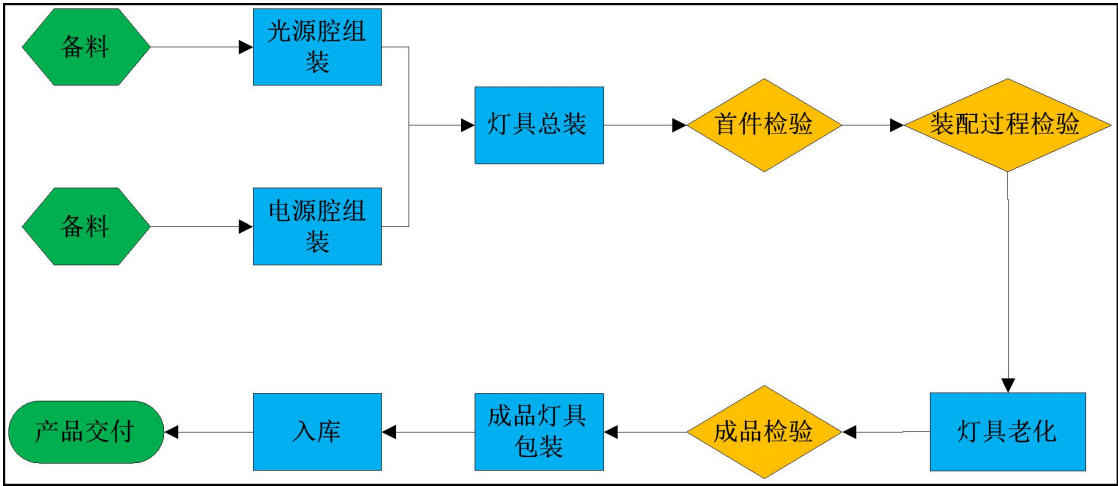 备料
光源腔组
装
灯具总装
首件检验
装配过程检验
备料
电源腔组
装
产品交付
入库
成品灯具
包装
成品检验
灯具老化